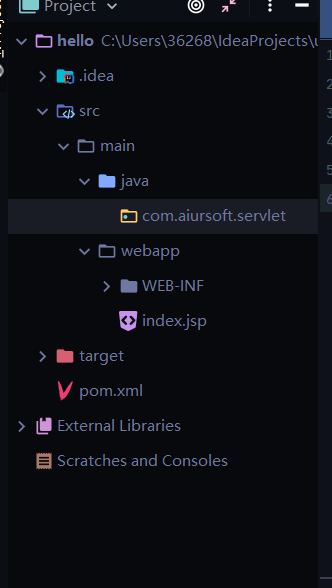 Project
hello C:\Users\36268\IdeaProjects\
.idea
src
main
java
com.aiursoft.servlet
webapp
WEB-INF
index.jsp
target
pom.xml
External Libraries
Scratches and Consoles